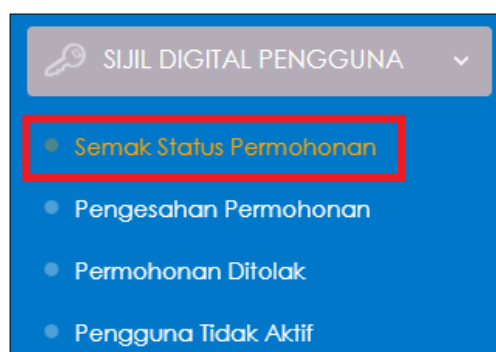 SIJIL DIGITAL PENGGUNA
Semak Status Permohonan
Pengesahan Permohonan
Permohonan Ditolak
Pengguna Tidak Aktif